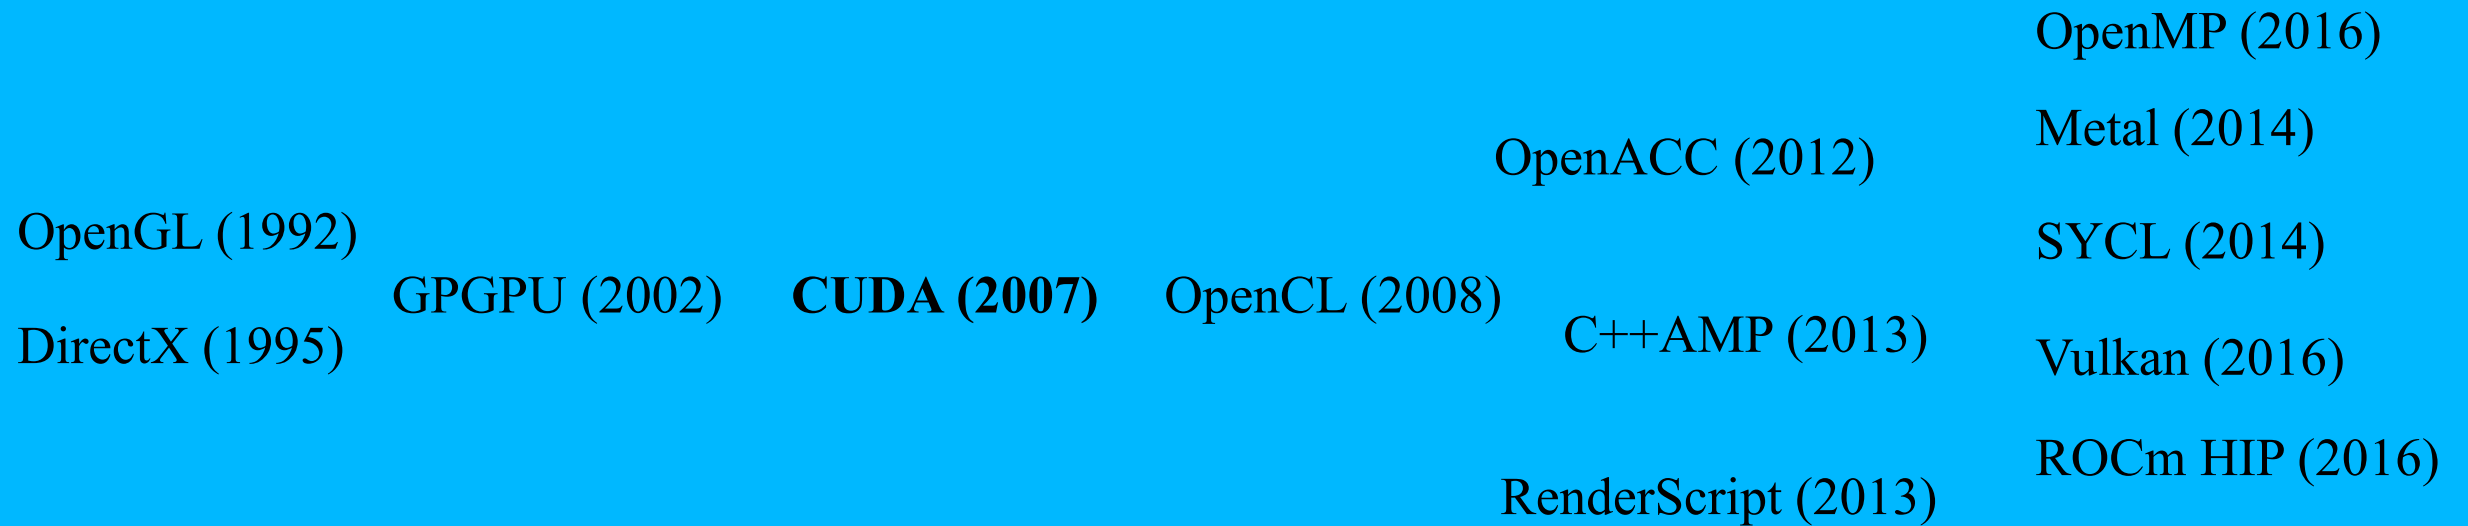 OpenGL (1992)
DirectX (1995)
GPGPU (2002)
CUDA (2007)
OpenCL (2008)
OpenACC (2012)
C++AMP (2013)
RenderScript (2013)
OpenMP (2016)
Metal (2014)
SYCL (2014)
Vulkan (2016)
ROCm HIP (2016)